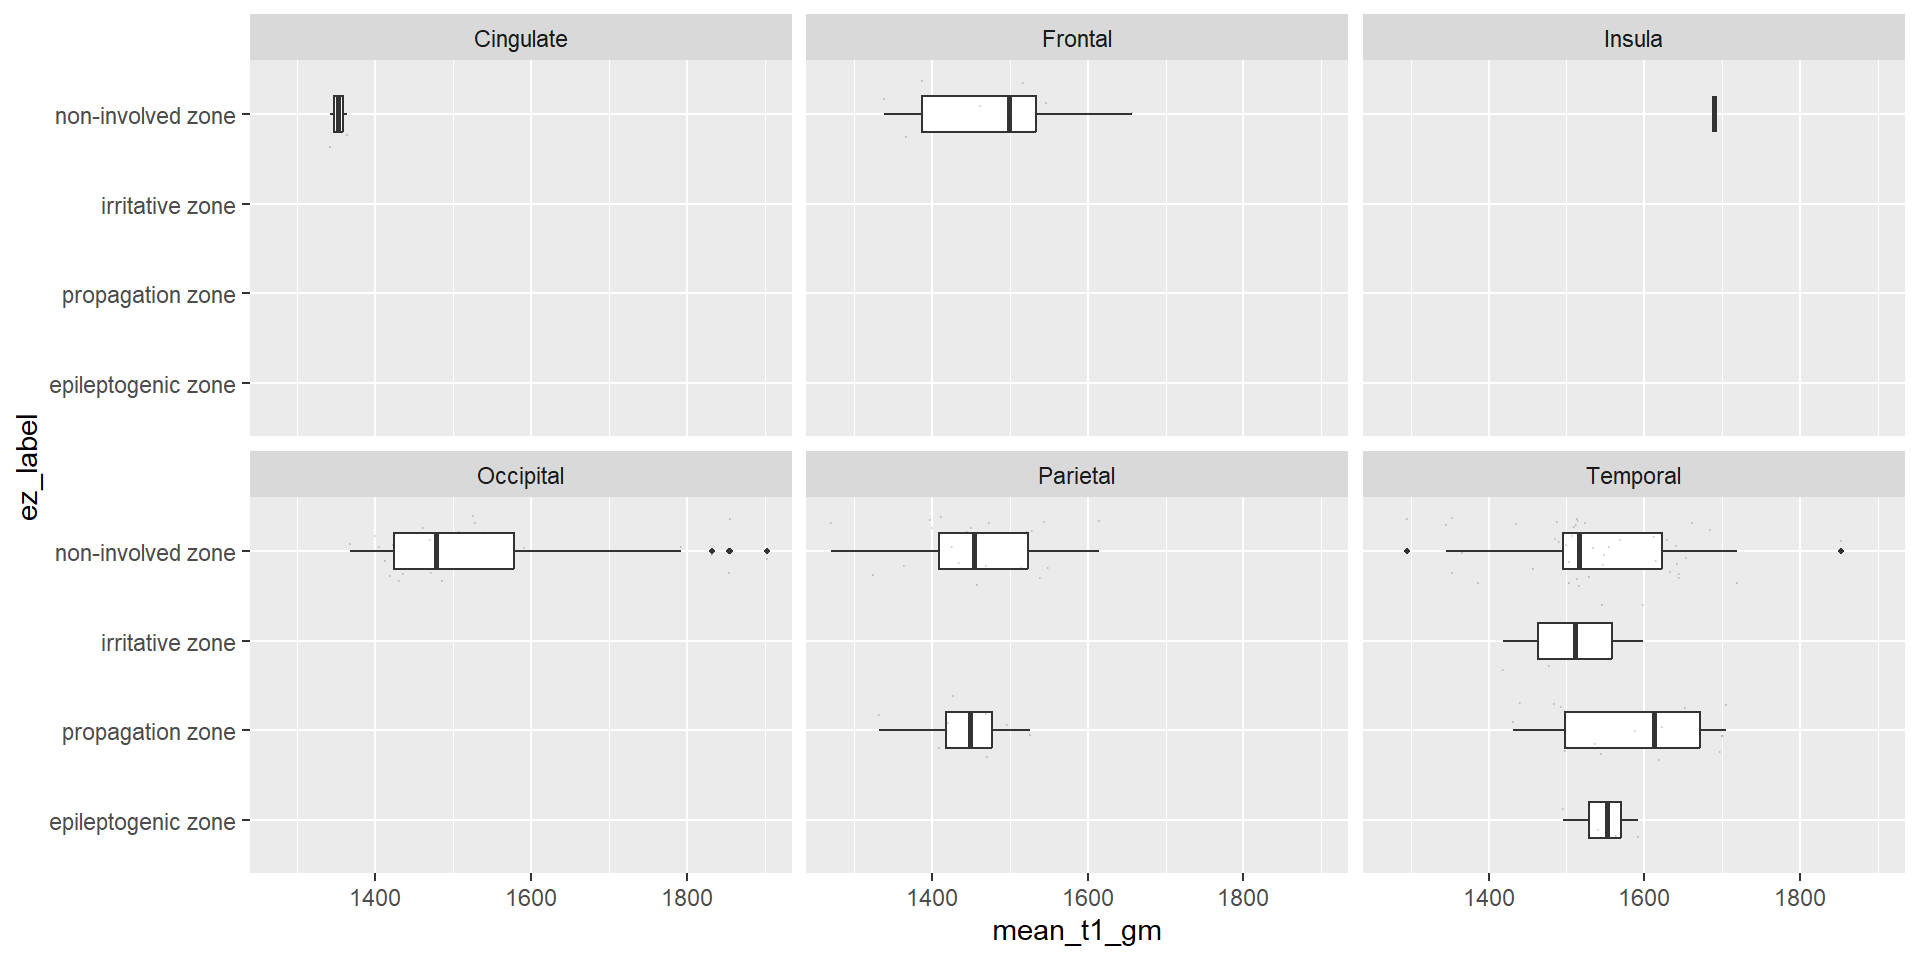 Cingulate
Frontal
Insula
non-involved zone
irritative zone
propagation zone
epileptogenic zone
ez_label
Occipital
Parietal
Temporal
non-involved zone
irritative zone
propagation zone
epileptogenic zone
1400 1600 1800
1400 1600 1800
1400 1600 1800
mean_t1_gm